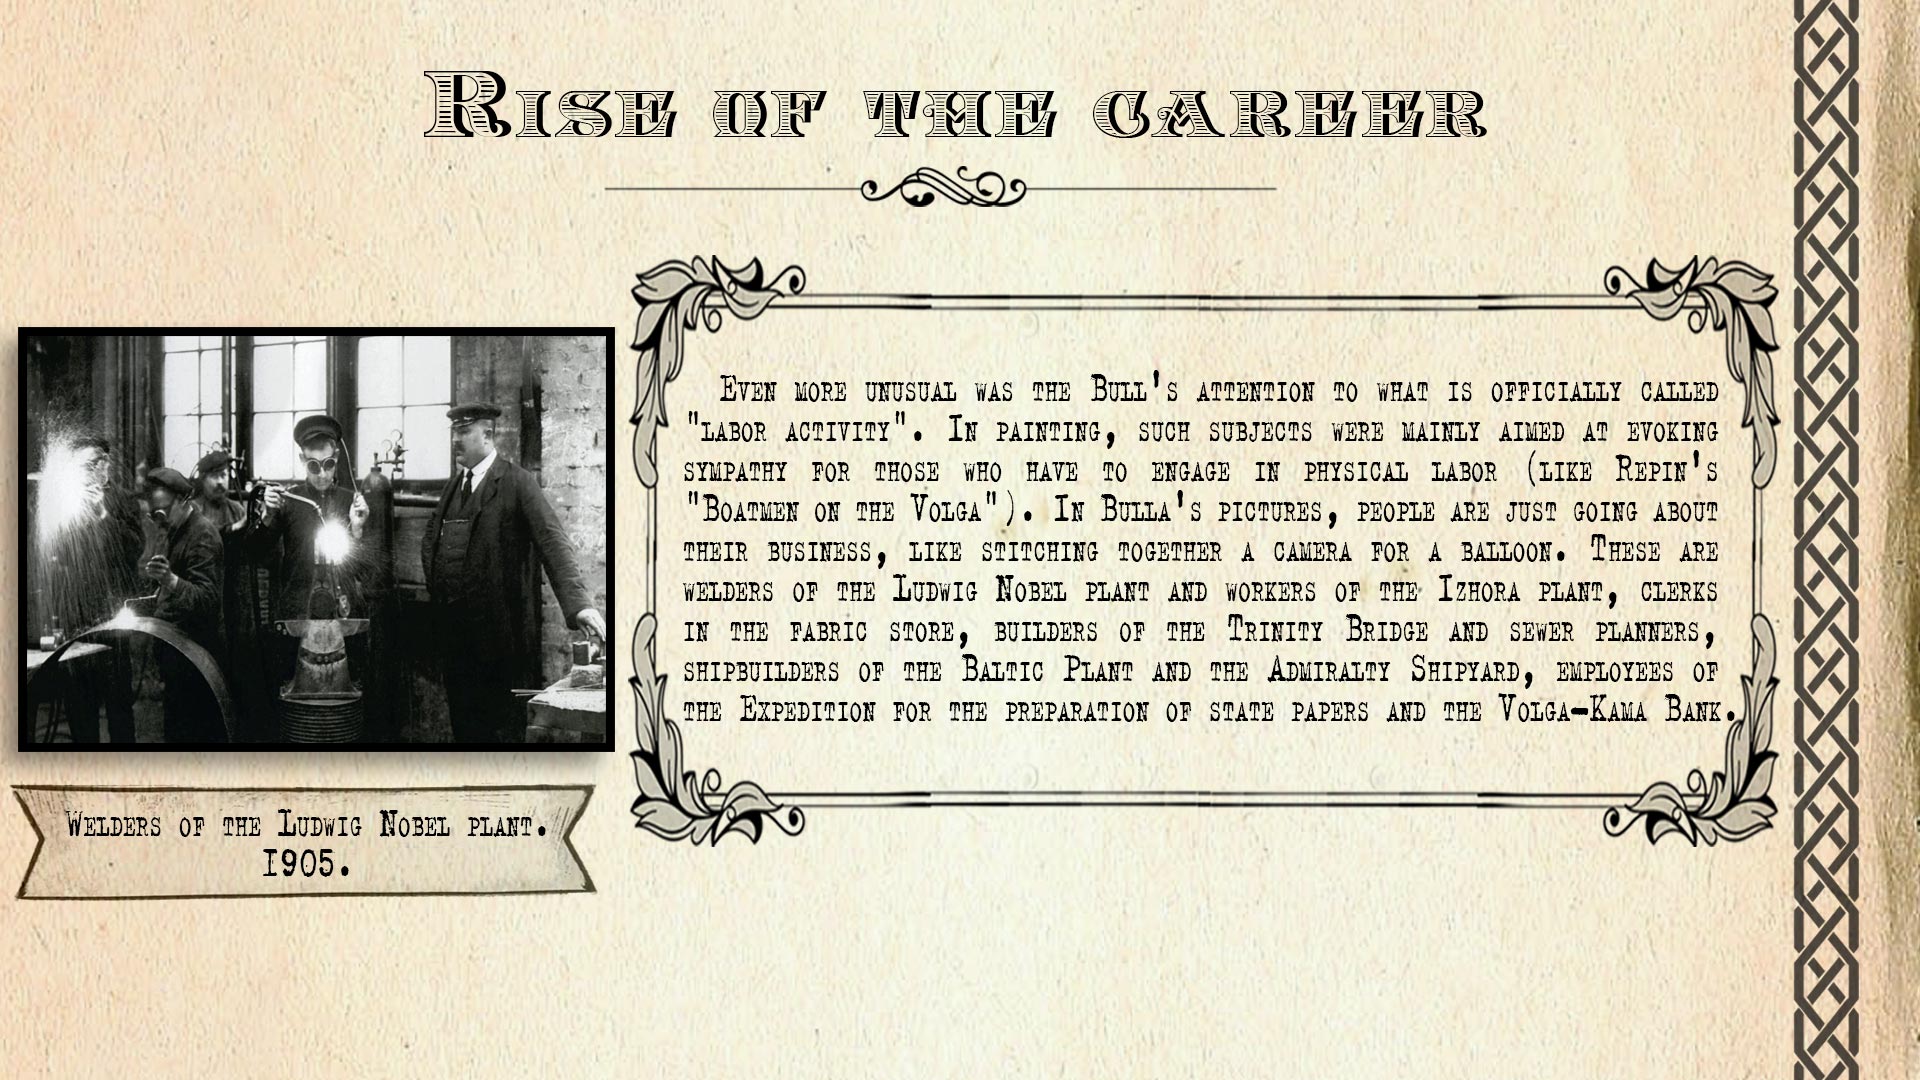 Rise of the career
Even more unusual was the Bull's attention to what is officially called
"labor activity". In painting, such subjects were mainly aimed at evoking
sympathy for those who have to engage in physical labor (like Repin's
"Boatmen on the Volga"). In Bulla's pictures, people are just going about
their business, like stitching together a camera for a balloon. These are
welders of the Ludwig Nobel plant and workers of the Izhora plant, clerks
in the fabric store, builders of the Trinity Bridge and sewer planners,
shipbuilders of the Baltic Plant and the Admiralty Shipyard, employees of
the Expedition for the preparation of state papers and the Volga-Kama Bank.
Welders of the Ludwig Nobel plant.
1905.